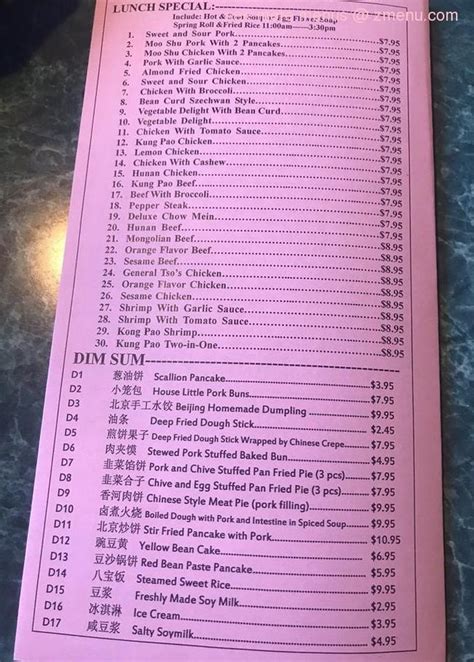 LUNCH SPECIAL:
Include: Hot & Sour Soup or Egg Flower Soup
@ zmenu.com
Spring Roll & Fried Rice 11:00am------3:30pm
1. Sweet and Sour Pork $7.95
2. Moo Shu Pork With 2 Pancakes $7.95
3. Moo Shu Chicken With 2 Pancakes $7.95
4. Pork With Garlic Sauce $7.95
5. Almond Fried Chicken $7.95
6. Sweet and Sour Chicken $7.95
7. Chicken With Broccoli $7.95
8. Bean Curd Szechwan Style $7.95
9. Vegetable Delight With Bean Curd $7.95
10. Vegetable Delight $7.95
11. Chicken With Tomato Sauce $7.95
12. Kung Pao Chicken $7.95
13. Lemon Chicken $7.95
14. Chicken With Cashew $7.95
15. Hunan Chicken $7.95
16. Kung Pao Beef $7.95
17. Beef With Broccoli $7.95
18. Pepper Steak $7.95
19. Deluxe Chow Mein $7.95
20. Hunan Beef $7.95
21. Mongolian Beef $8.95
22. Orange Flavor Beef $8.95
23. Sesame Beef $8.95
24. General Tso's Chicken $8.95
25. Orange Flavor Chicken $8.95
26. Sesame Chicken $8.95
27. Shrimp With Garlic Sauce $8.95
28. Shrimp With Tomato Sauce $8.95
29. Kong Pao Shrimp $8.95
30. Kong Pao Two-in-One $8.95
DIM SUM
D1 葱油饼 Scallion Pancake $3.95
D2 小笼包 House Little Pork Buns
D3 北京手工水饺 Beijing Homemade Dumpling
D4 油条 Deep Fried Dough Stick $2.45
D5 煎饼果子 Deep Fried Dough Stick Wrapped by Chinese Crepe $7.95
D6 肉夹馍 Stewed Pork Stuffed Baked Bun $4.95
D7 韭菜馅饼 Pork and Chive Stuffed Pan Fried Pie (3 pcs) $7.95
D8 韭菜合子 Chive and Egg Stuffed Pan Fried Pie (3 pcs) $7.95
D9 香河肉饼 Chinese Style Meat Pie (pork filling) $7.95
D10 卤煮火烧 Boiled Dough with Pork and Intestine in Spiced Soup
D11 北京炒饼 Stir Fried Pancake with Pork $10.95
D12 豌豆黄 Yellow Bean Cake $6.95
D13 豆沙锅饼 Red Bean Paste Pancake $5.95
D14 八宝饭 Steamed Sweet Rice $9.95
D15 豆浆 Freshly Made Soy Milk $2.95
D16 冰淇淋 Ice Cream $3.95
D17 咸豆浆 Salty Soymilk $4.95